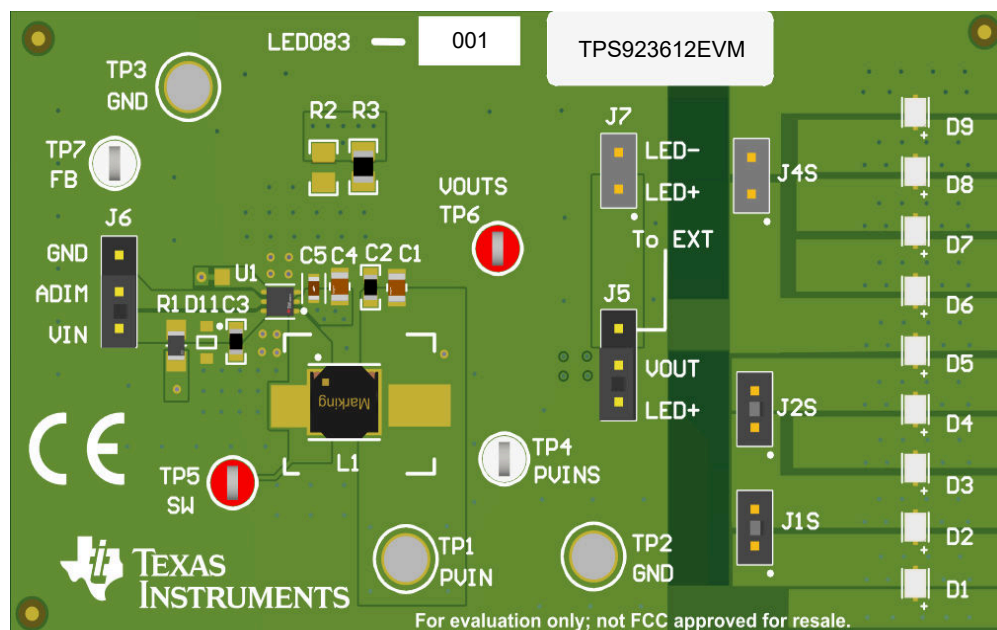 LED083 — 001
TPS923612EVM
TP3
GND
R2 R3
J7
LED-
LED+
J4S
D9
D8
D7
D6
TP7
FB
VOUTS
TP6
To EXT
J6
GND
ADIM
VIN
U1
C5 C4 C2 C1
R1 D11 C3
J5
VOUT
LED+
D5
J2S
D4
Marking
L1
TP5
SW
TP4
PVINS
D3
J1S
D2
TP1
PVIN
TP2
GND
D1
CE
TEXAS
INSTRUMENTS
For evaluation only; not FCC approved for resale.